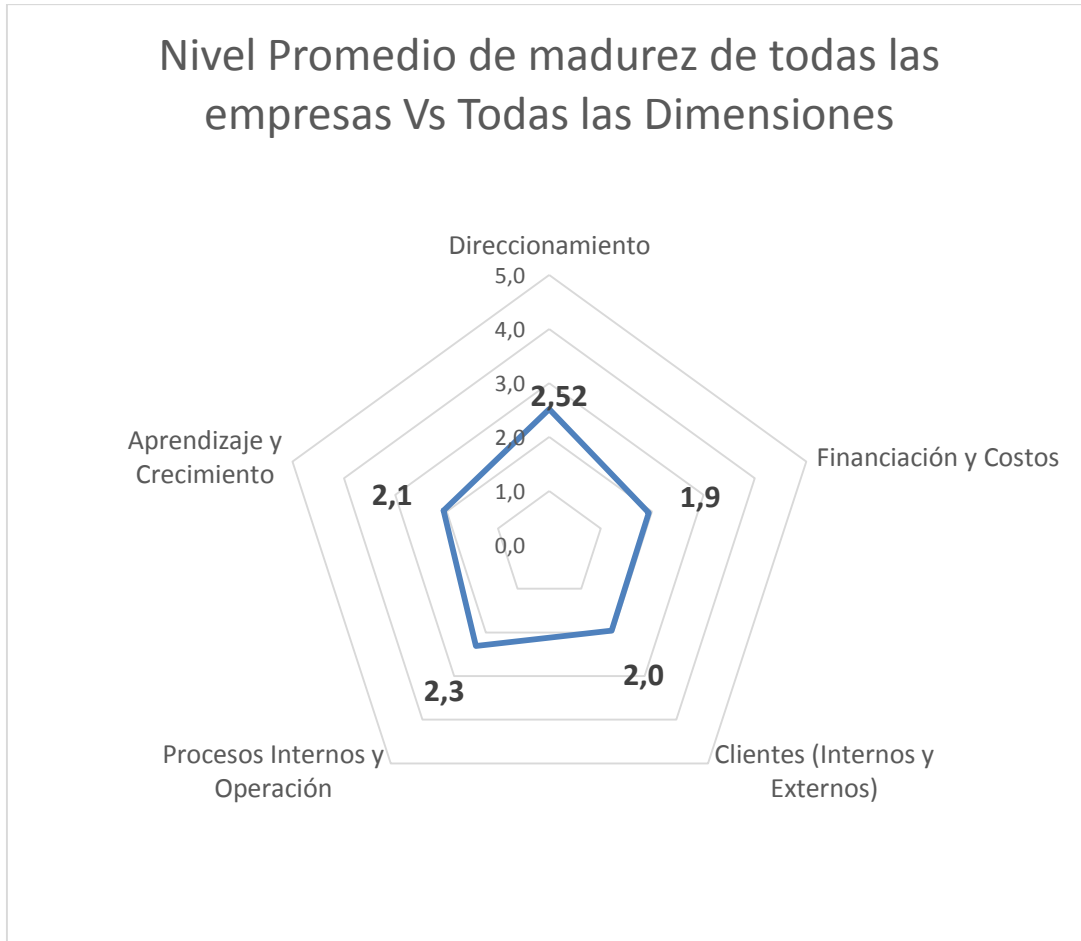 Nivel Promedio de madurez de todas las
empresas Vs Todas las Dimensiones
Direccionamiento
5,0
4,0
3,0
2,52
2,0
1,0
0,0
Financiación y Costos
1,9
Clientes (Internos y
Externos)
2,0
Procesos Internos y
Operación
2,3
Aprendizaje y
Crecimiento
2,1